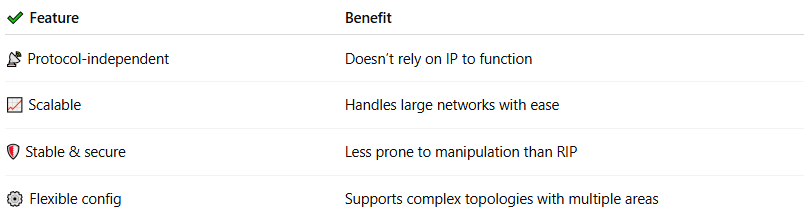 Feature Benefit
Protocol-independent Doesn't rely on IP to function
Scalable Handles large networks with ease
Stable & secure Less prone to manipulation than RIP
Flexible config Supports complex topologies with multiple areas